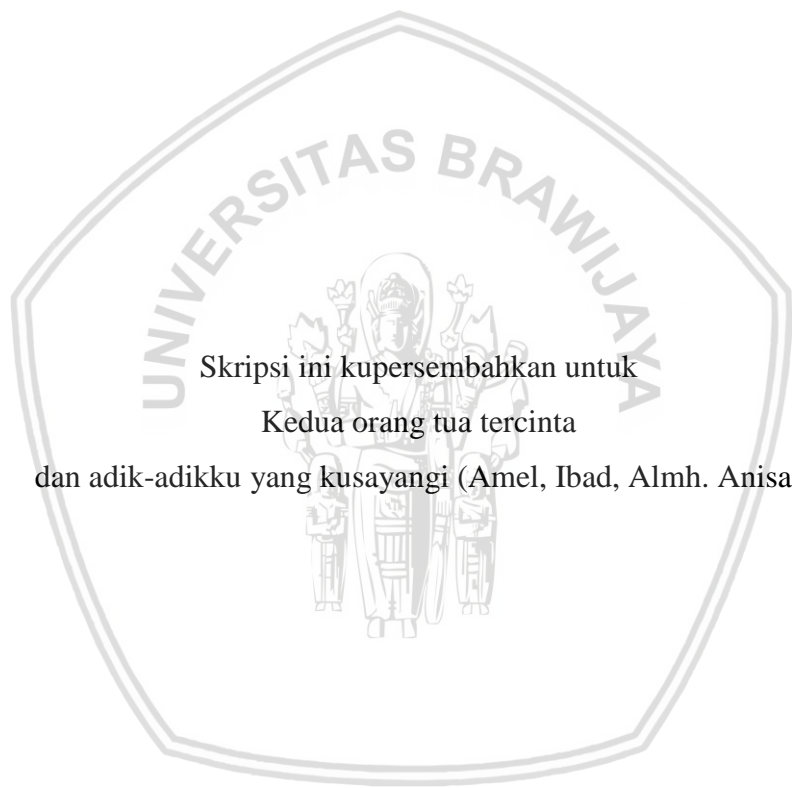 UNIVERSITAS BRAWIJAYA
Skripsi ini kupersembahkan untuk
Kedua orang tua tercinta
dan adik-adikku yang kusayangi (Amel, Ibad, Almh. Anisa